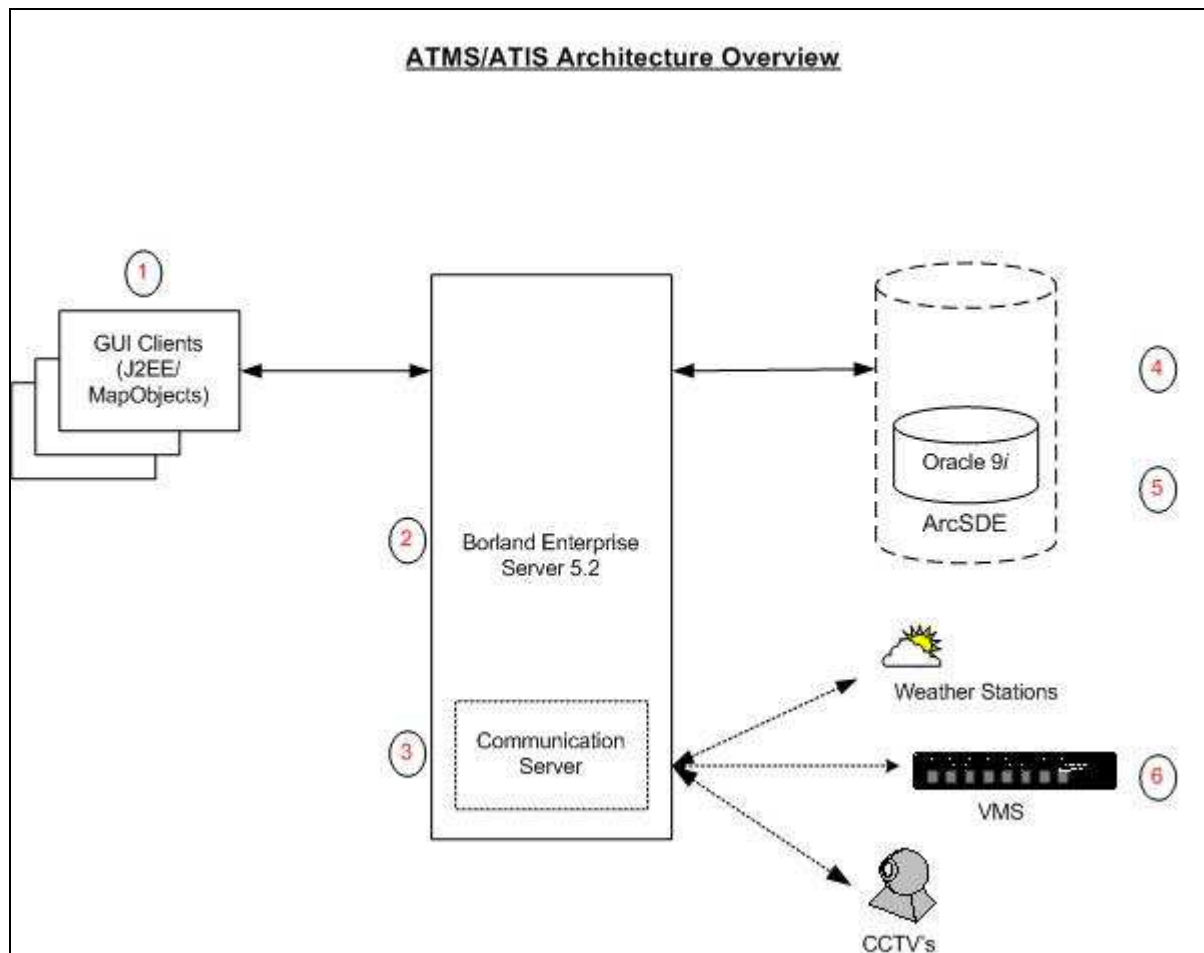 ATMS/ATIS Architecture Overview
1
GUI Clients
(J2EE/
MapObjects)
2
Borland Enterprise
Server 5.2
3
Communication
Server
4
Oracle 9i
5
ArcSDE
Weather Stations
6
VMS
CCTV's